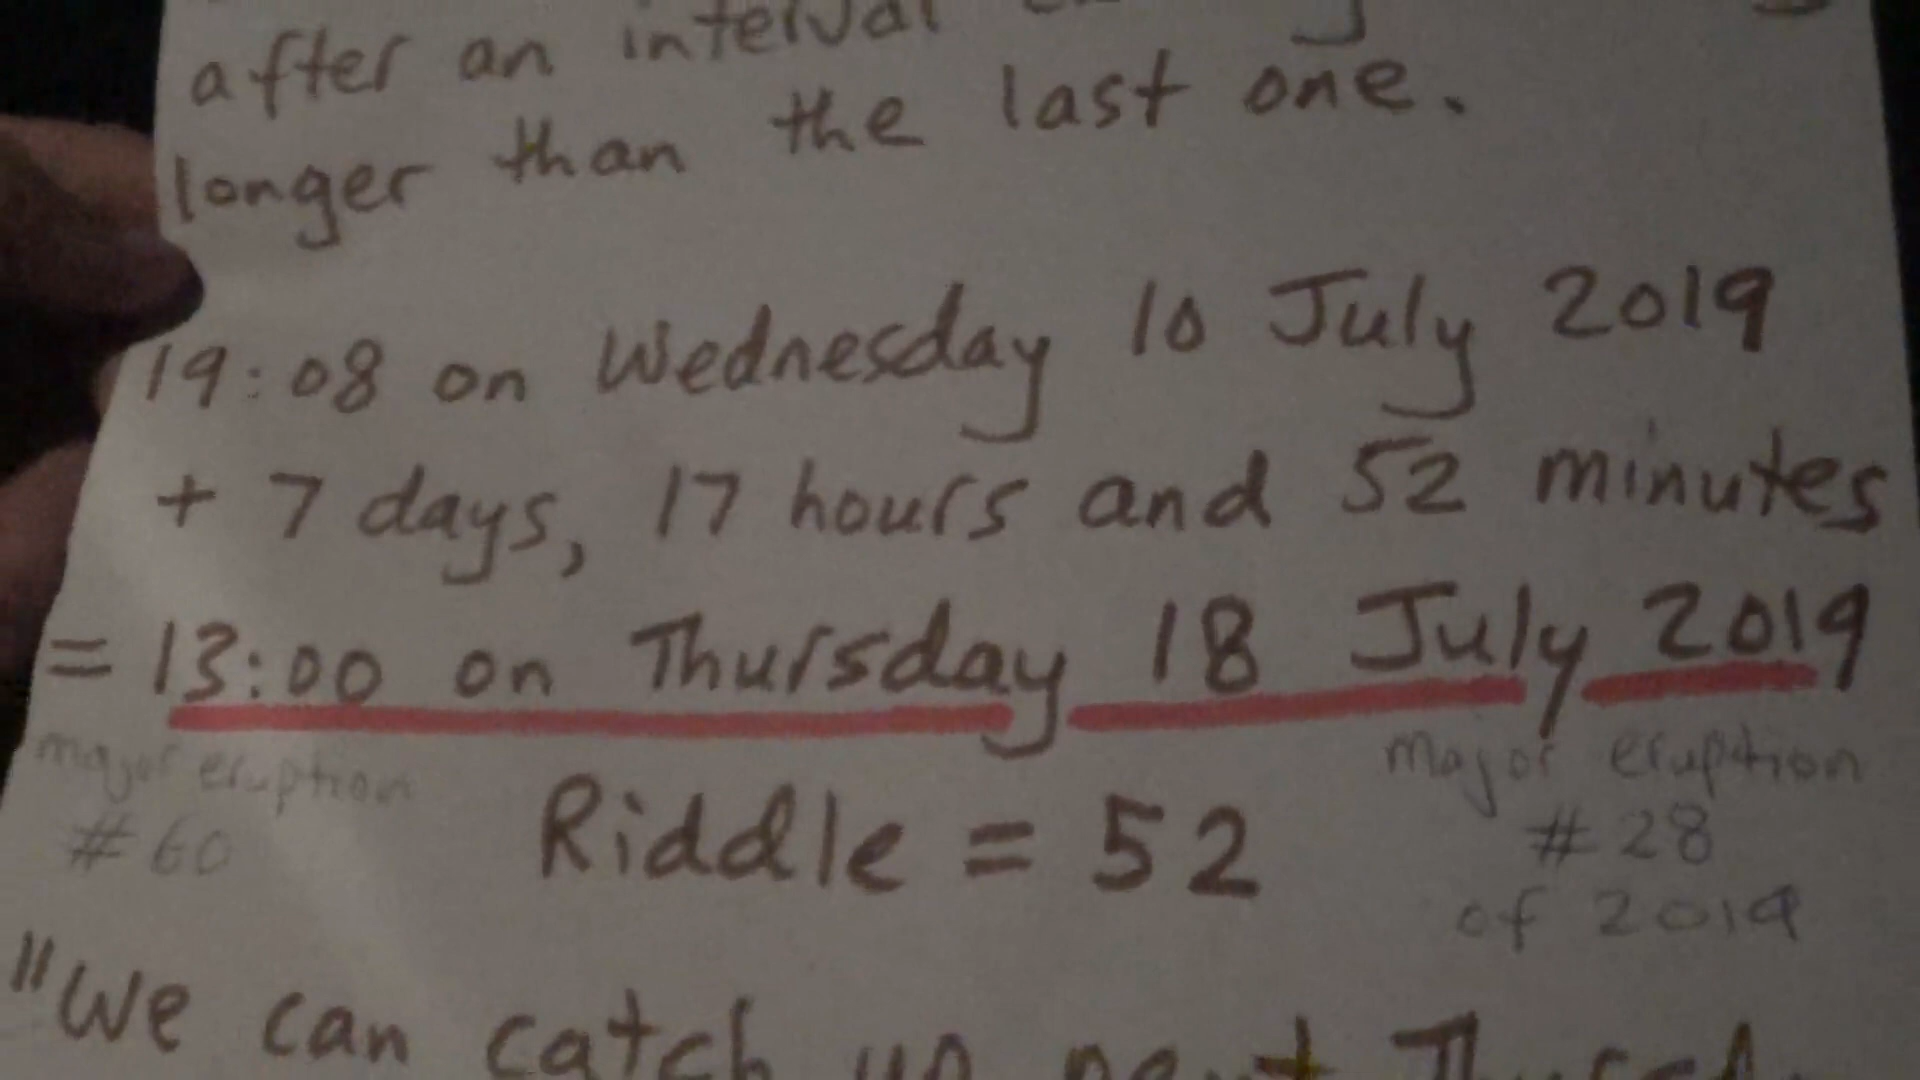 after an interval
longer than the last one.
19:08 on Wednesday 10 July 2019
+ 7 days, 17 hours and 52 minutes
= 13:00 on Thursday 18 July 2019
major eruption
#60
Riddle = 52
major eruption
#28
of 2019
"We can catch up next